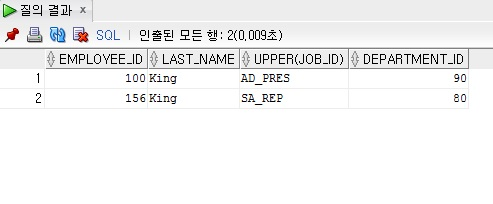 질의 결과 ×
SQL | 인출된 모든 행: 2(0,009초)
EMPLOYEE_ID LAST_NAME UPPER(JOB_ID) DEPARTMENT_ID
1 100 King AD_PRES 90
2 156 King SA_REP 80